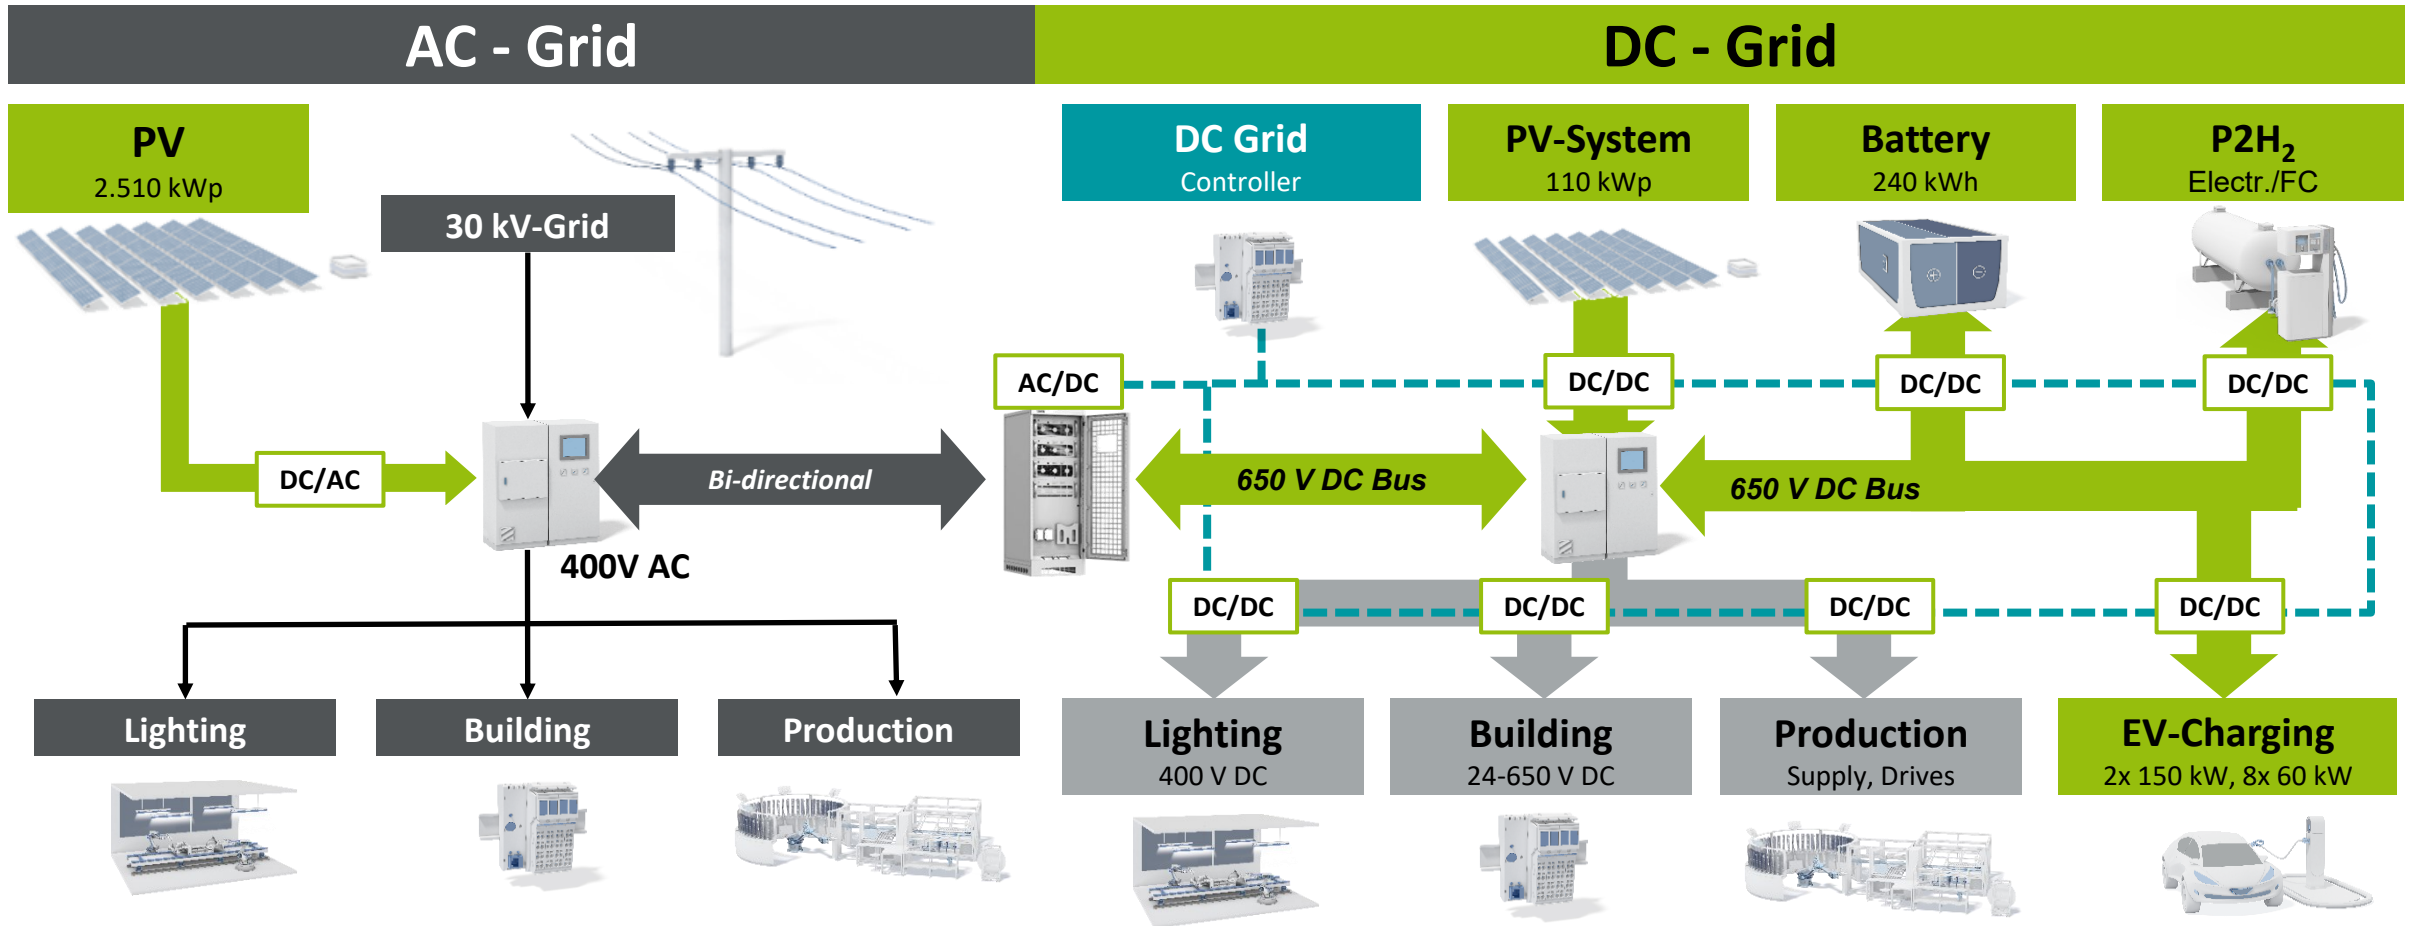 AC - Grid
DC - Grid
PV
2.510 kWp
30 kV-Grid
DC Grid
Controller
PV-System
110 kWp
Battery
240 kWh
P2H₂
Electr./FC
AC/DC
DC/DC
DC/DC
DC/DC
DC/AC
Bi-directional
650 V DC Bus
650 V DC Bus
400V AC
DC/DC
DC/DC
DC/DC
DC/DC
Lighting
Building
Production
Lighting
400 V DC
Building
24-650 V DC
Production
Supply, Drives
EV-Charging
2x 150 kW, 8x 60 kW